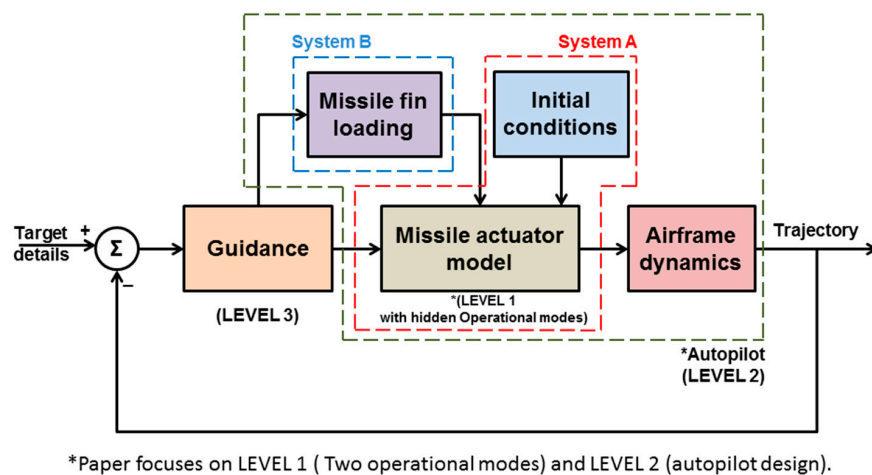 System B
System A
Missile fin
loading
Initial
conditions
Target
details
+
Σ
−
Guidance
(LEVEL 3)
Missile actuator
model
*(LEVEL 1
with hidden Operational modes)
Airframe
dynamics
Trajectory
*Autopilot
(LEVEL 2)
*Paper focuses on LEVEL 1 ( Two operational modes) and LEVEL 2 (autopilot design).